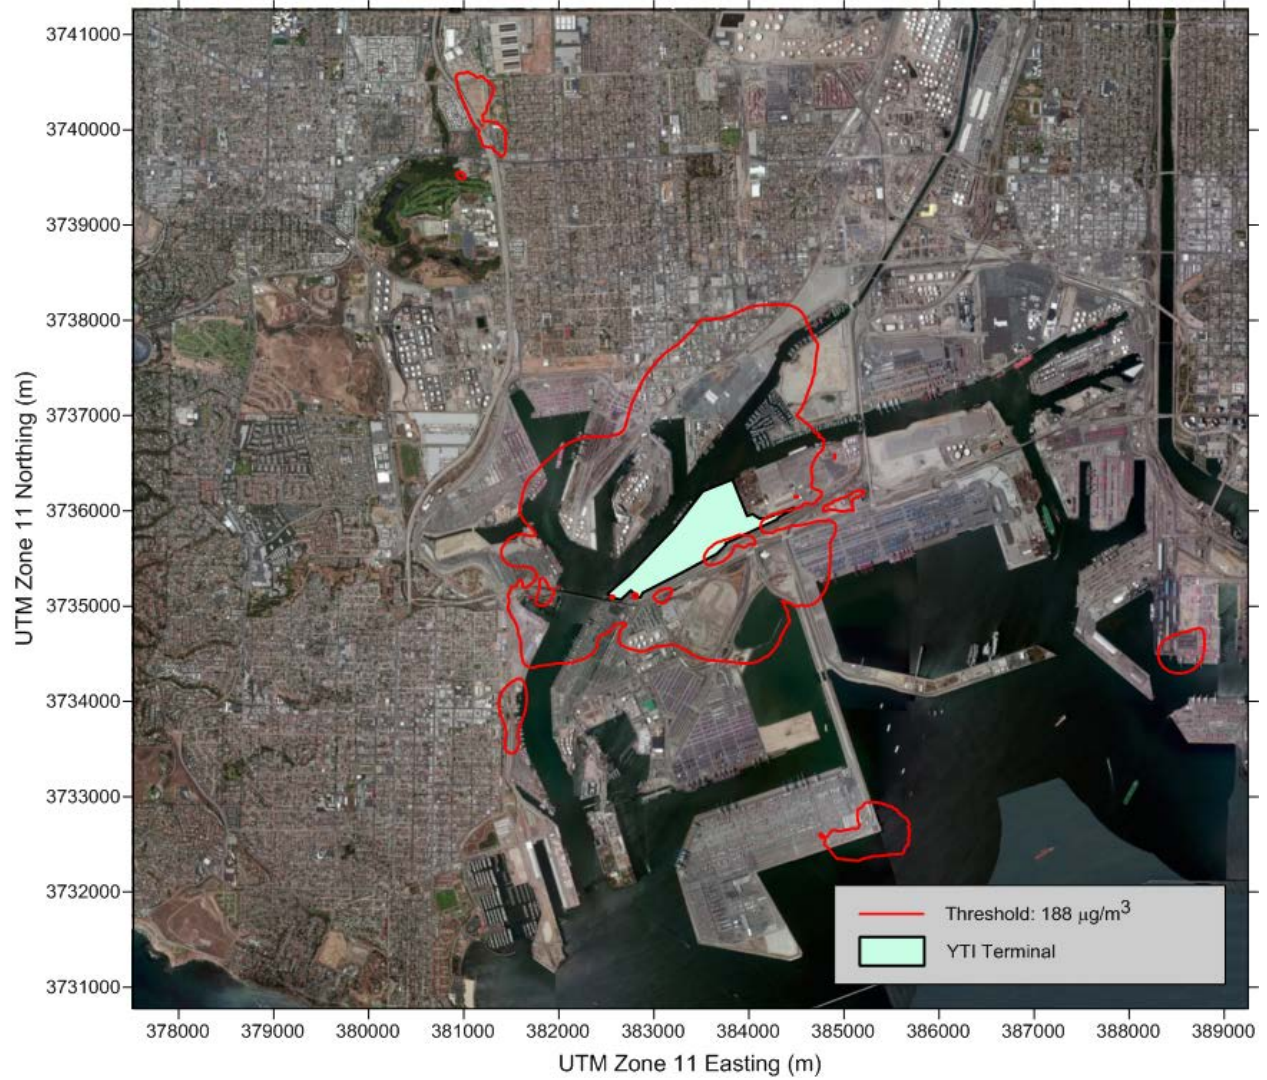 3741000
3740000
3739000
3738000
3737000
3736000
3735000
3734000
3733000
3732000
3731000
UTM Zone 11 Northing (m)
Threshold: 188 μg/m3
YTI Terminal
378000 379000 380000 381000 382000 383000 384000 385000 386000 387000 388000 389000
UTM Zone 11 Easting (m)